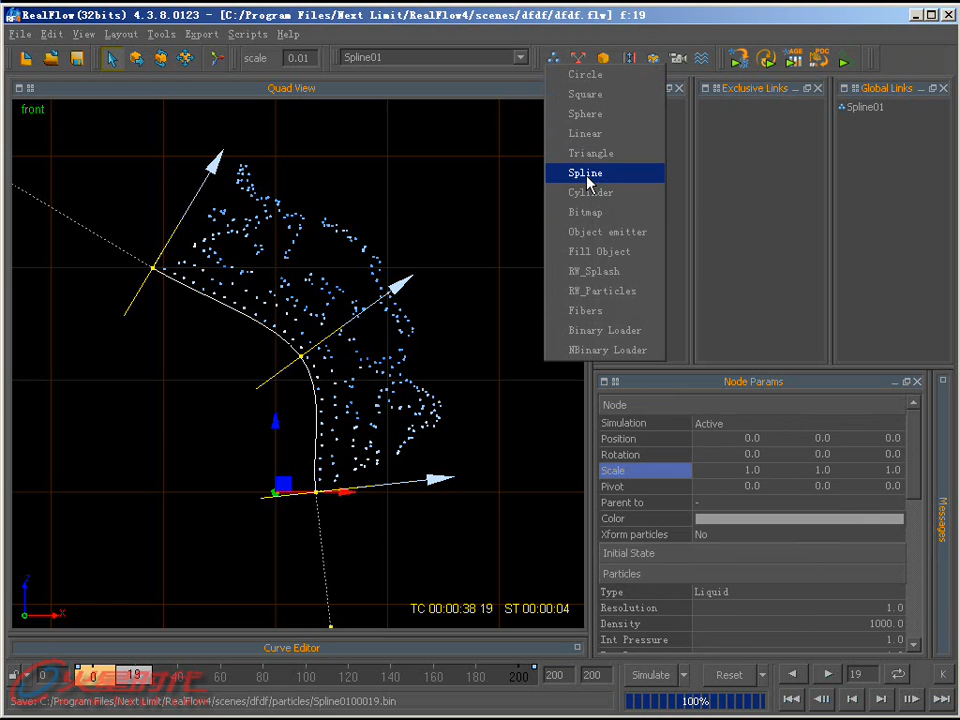 RealFlow(32bits) 4.3.8.0123 - [C:/Program Files/Next Limit/RealFlow4/scenes/dfdf/dfdf.flw] f:19
File Edit View Layout Tools Export Scripts Help
scale 0.01 Spline01
Quad View
Exclusive Links
Global Links
front
Spline01
Circle
Square
Sphere
Linear
Triangle
Spline
Cylinder
Bitmap
Object emitter
Fill Object
RW_Splash
RW_Particles
Fibers
Binary Loader
NBinary Loader
Node Params
Node
Simulation Active
Position 0.0 0.0 0.0
Rotation 0.0 0.0 0.0
Scale 1.0 1.0 1.0
Pivot 0.0 0.0 0.0
Parent to -
Color
Xform particles No
Initial State
Particles
Type Liquid
Resolution 1.0
Density 1000.0
Int Pressure 1.0
Messages
Z
X
TC 00:00:38 19 ST 00:00:04
Curve Editor
0 0 19 40 60 80 100 120 140 160 180 200 200 200
Simulate Reset 19 K
火星时代
Save: C:/Program Files/Next Limit/RealFlow4/scenes/dfdf/particles/Spline0100019.bin
100%